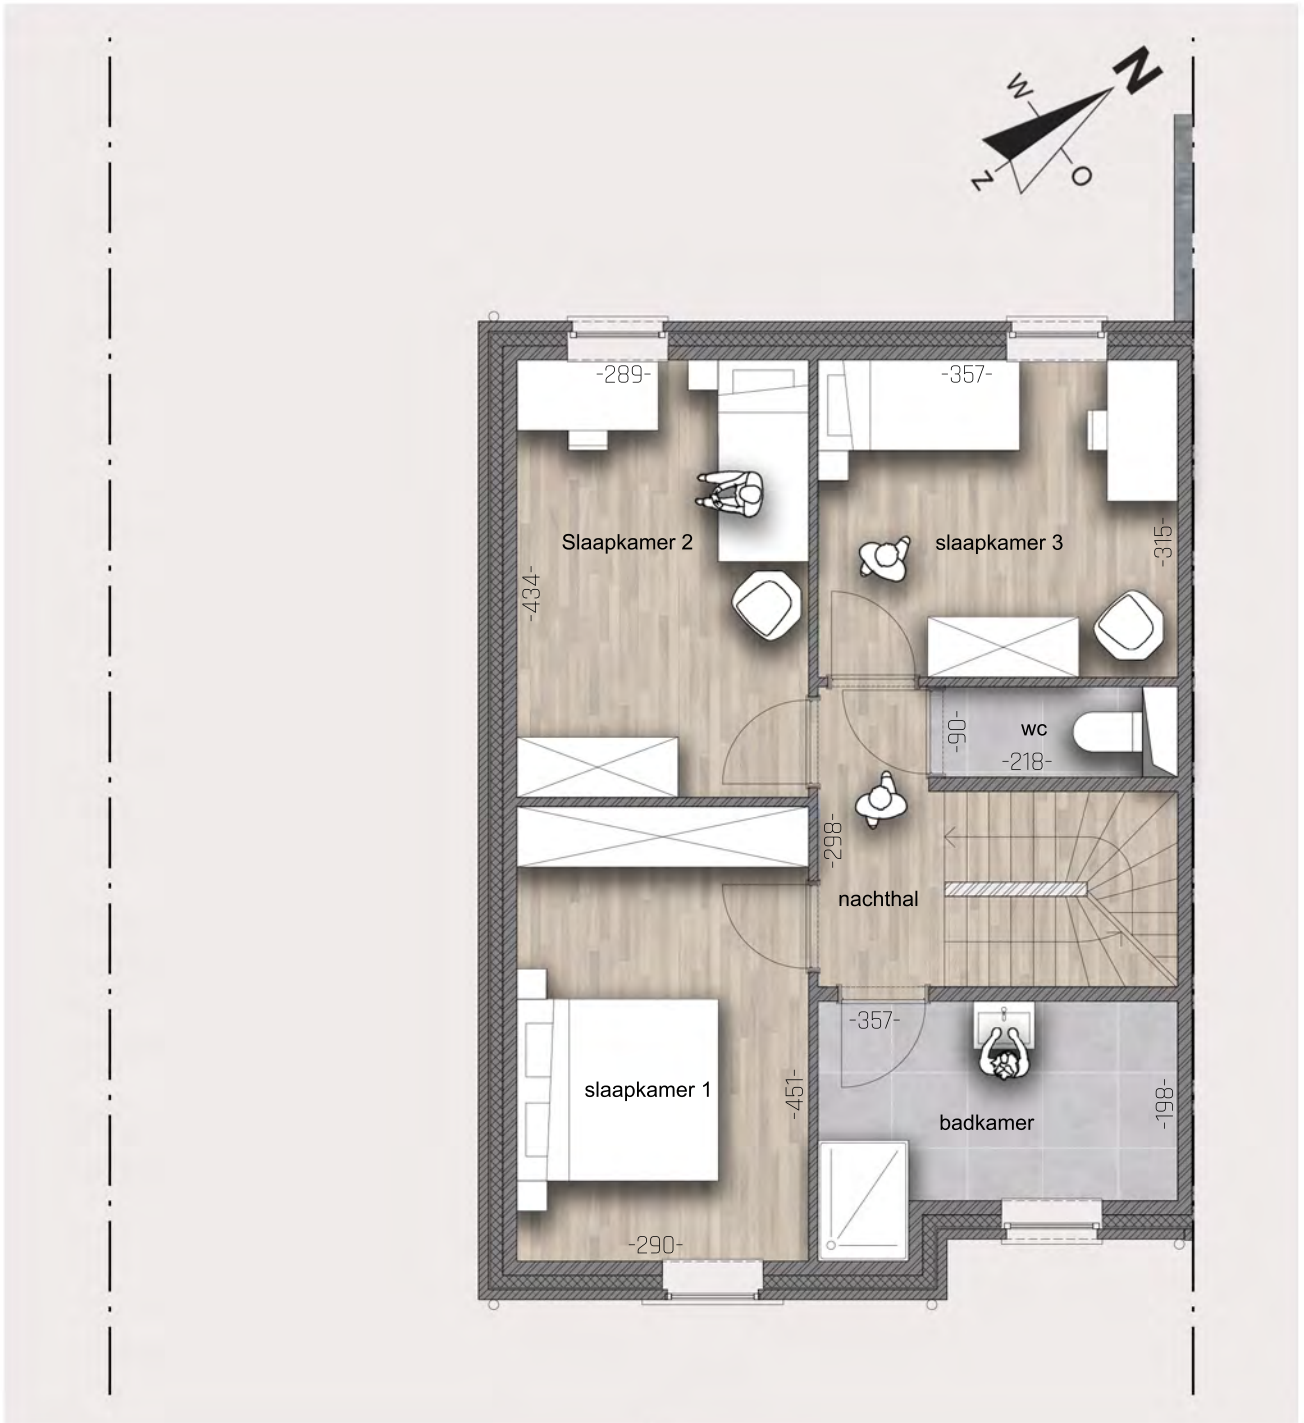 N
W
Z
O
-289-
-357-
Slaapkamer 2
slaapkamer 3
-434-
-315-
wc
-90-
-218-
-298-
nachthal
-357-
slaapkamer 1
-451-
badkamer
-198-
-290-